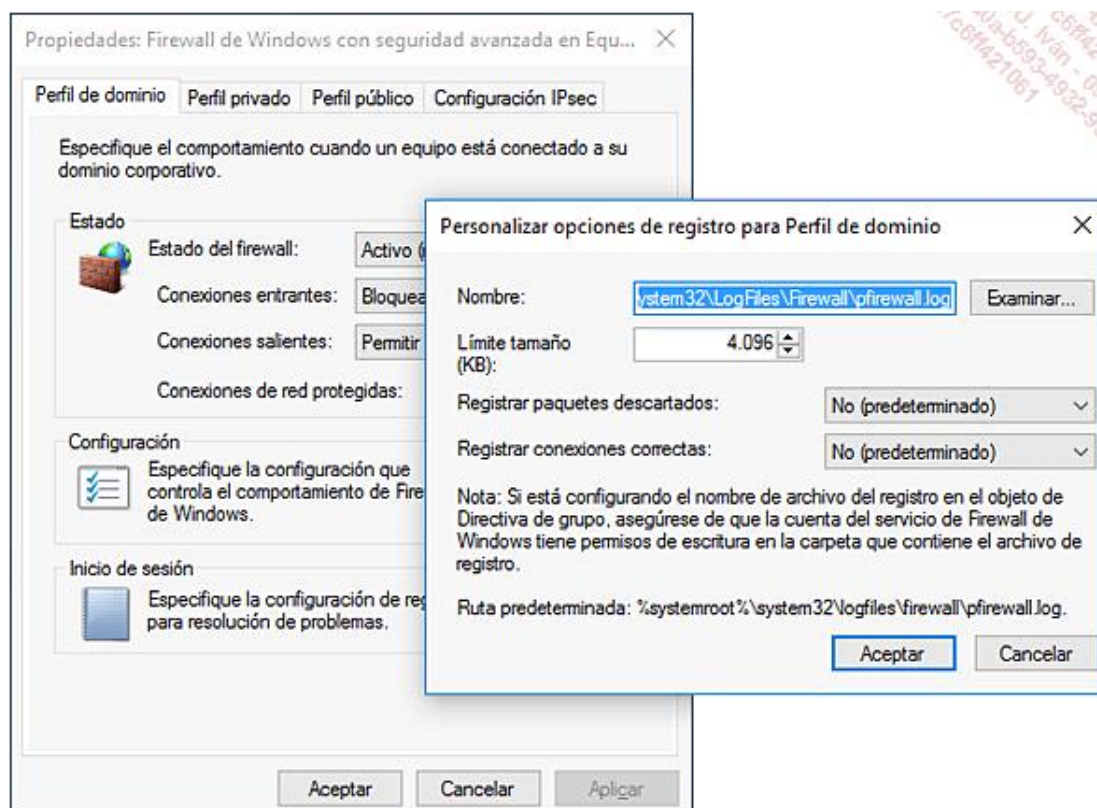 Propiedades: Firewall de Windows con seguridad avanzada en Equ...
Perfil de dominio
Perfil privado
Perfil público
Configuración IPsec
Especifique el comportamiento cuando un equipo está conectado a su
dominio corporativo.
Estado
Estado del firewall:
Activo
Conexiones entrantes:
Conexiones salientes:
Permitir
Conexiones de red protegidas:
Configuración
Especifique la configuración que
controla el comportamiento de
de Windows.
Inicio de sesión
Especifique la configuración de
para resolución de problemas.
Aceptar
Cancelar
Aplicar
Personalizar opciones de registro para Perfil de dominio
Nombre:
ystem32\LogFiles\Firewall\pfirewall.log
Examinar...
Límite tamaño
(KB):
4.096
Registrar paquetes descartados:
No (predeterminado)
Registrar conexiones correctas:
No (predeterminado)
Nota: Si está configurando el nombre de archivo del registro en el objeto de
Directiva de grupo, asegúrese de que la cuenta del servicio de Firewall de
Windows tiene permisos de escritura en la carpeta que contiene el archivo de
registro.
Ruta predeterminada: %systemroot%\system32\logfiles\firewall\pfirewall.log.
Aceptar
Cancelar